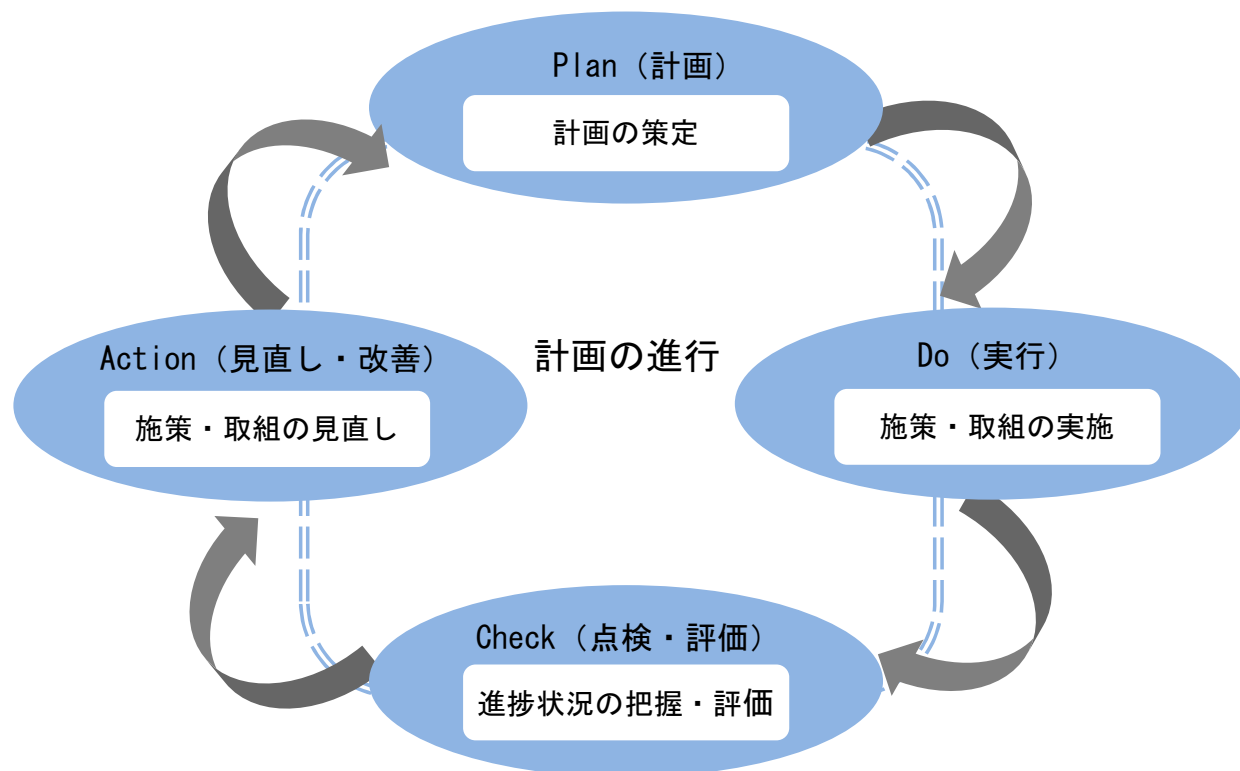 Plan（計画）
計画の策定
Action（見直し・改善）
施策・取組の見直し
計画の進行
Do（実行）
施策・取組の実施
Check（点検・評価）
進捗状況の把握・評価